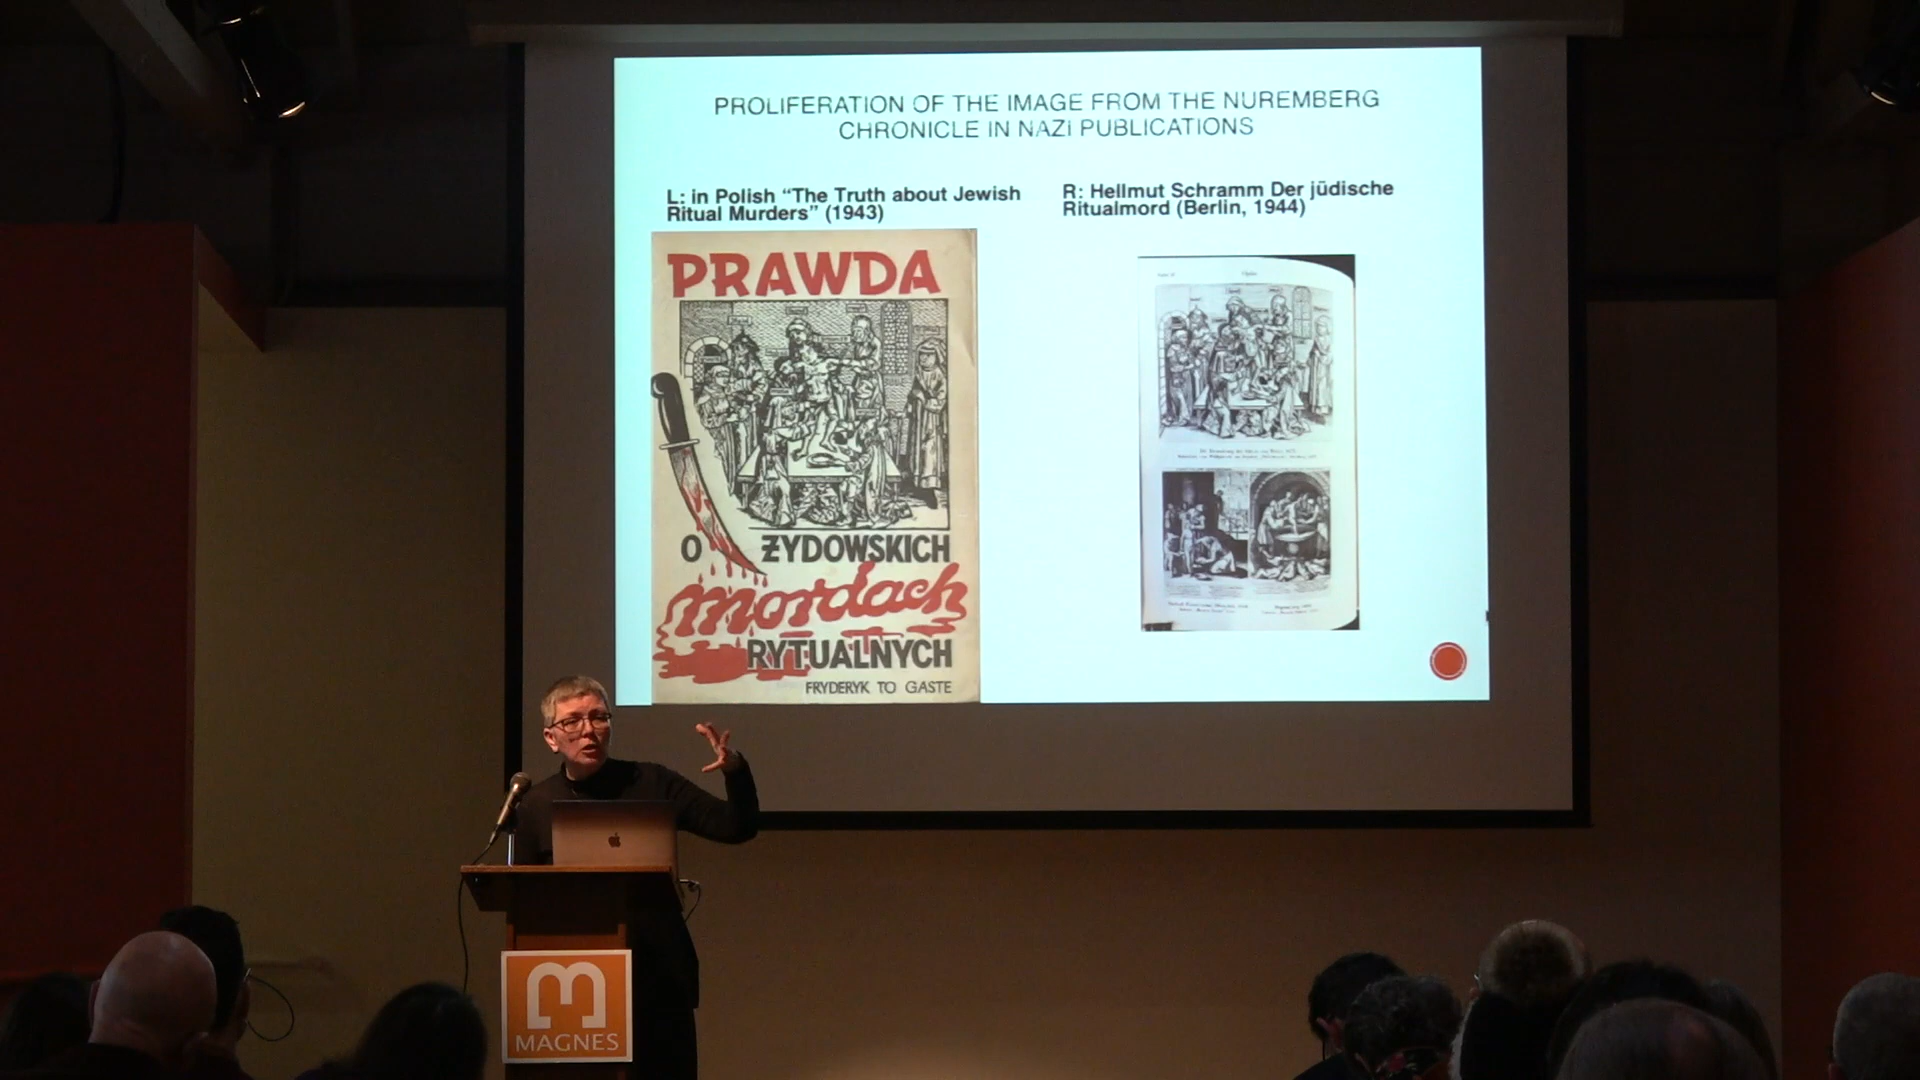 PROLIFERATION OF THE IMAGE FROM THE NUREMBERG
CHRONICLE IN NAZI PUBLICATIONS
L: in Polish “The Truth about Jewish
Ritual Murders” (1943)
R: Hellmut Schramm Der jüdische
Ritualmord (Berlin, 1944)
PRAWDA
O ŻYDOWSKICH
mordach
RYTUALNYCH
FRYDERYK TO GASTE
MAGNES